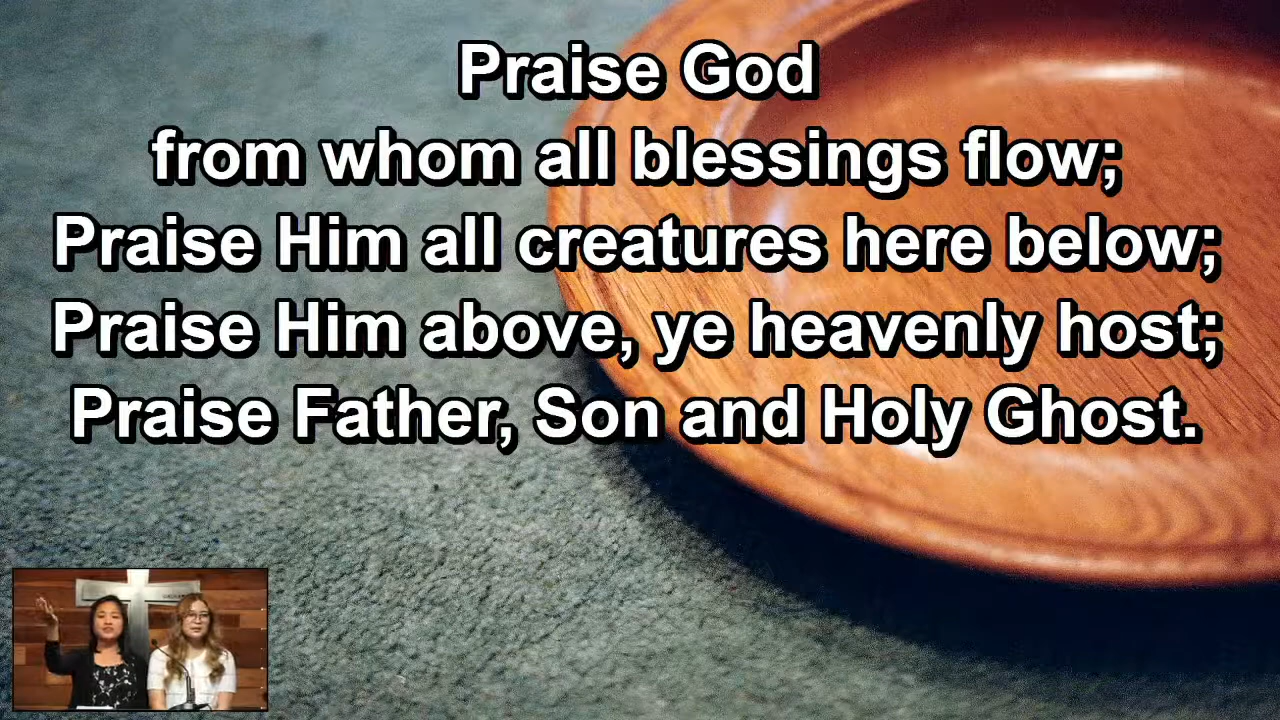 Praise God
from whom all blessings flow;
Praise Him all creatures here below;
Praise Him above, ye heavenly host;
Praise Father, Son and Holy Ghost.